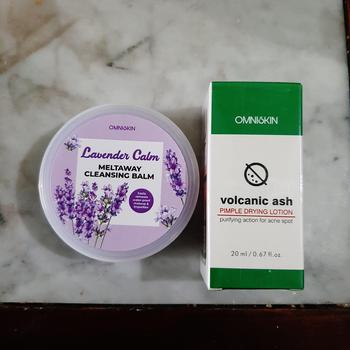 OMNISKIN
Lavender Calm
MELTAWAY
CLEANSING BALM
OMNISKIN
volcanic ash
PIMPLE DRYING LOTION
purifying action for acne spot
20 ml / 0.67 fl.oz.